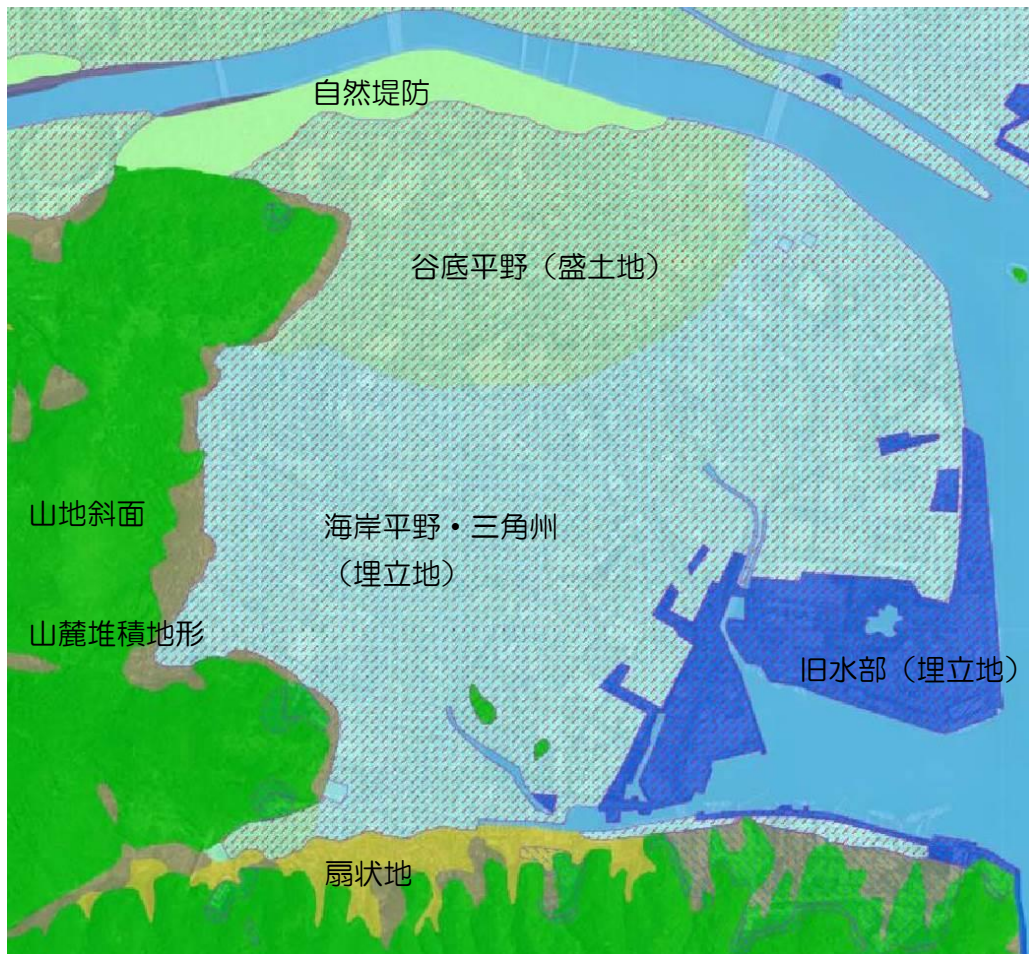 自然堤防
谷底平野（盛土地）
山地斜面
海岸平野・三角州
（埋立地）
山麓堆積地形
旧水部（埋立地）
扇状地